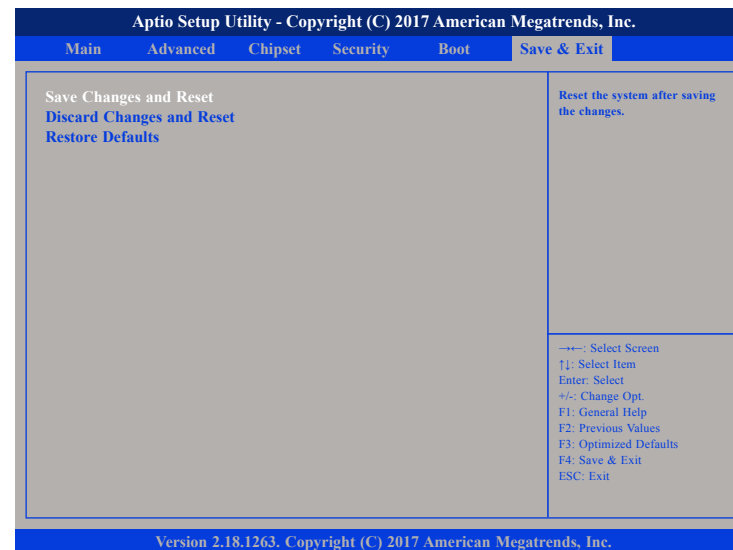 Aptio Setup Utility - Copyright (C) 2017 American Megatrends, Inc.
Main Advanced Chipset Security Boot Save & Exit
Save Changes and Reset
Discard Changes and Reset
Restore Defaults
Reset the system after saving
the changes.
→←: Select Screen
↑↓: Select Item
Enter: Select
+/-: Change Opt.
F1: General Help
F2: Previous Values
F3: Optimized Defaults
F4: Save & Exit
ESC: Exit
Version 2.18.1263. Copyright (C) 2017 American Megatrends, Inc.